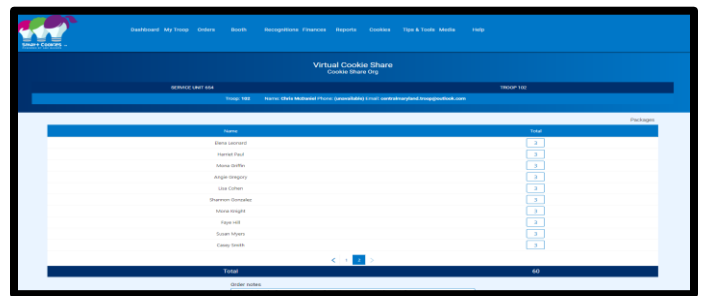 Smart Cookies
Dashboard My Troop Orders Booth Recognitions Finances Reports Cookies Tips & Tools Media Help
Virtual Cookie Share
Cookie Share Org
SERVICE UNIT 654 TROOP 102
Troop: 102 Name: Chris McDaniel Phone: (unavailable) Email: centralmaryland.troop@outlook.com
Packages
Name Total
Elena Leonard 3
Harriet Paul 3
Mona Griffin 3
Angie Gregory 3
Lisa Cohen 3
Shannon Gonzalez 3
Mona Knight 3
Faye Hill 3
Susan Myers 3
Casey Smith 3
< 1 2 >
Total 60
Order notes